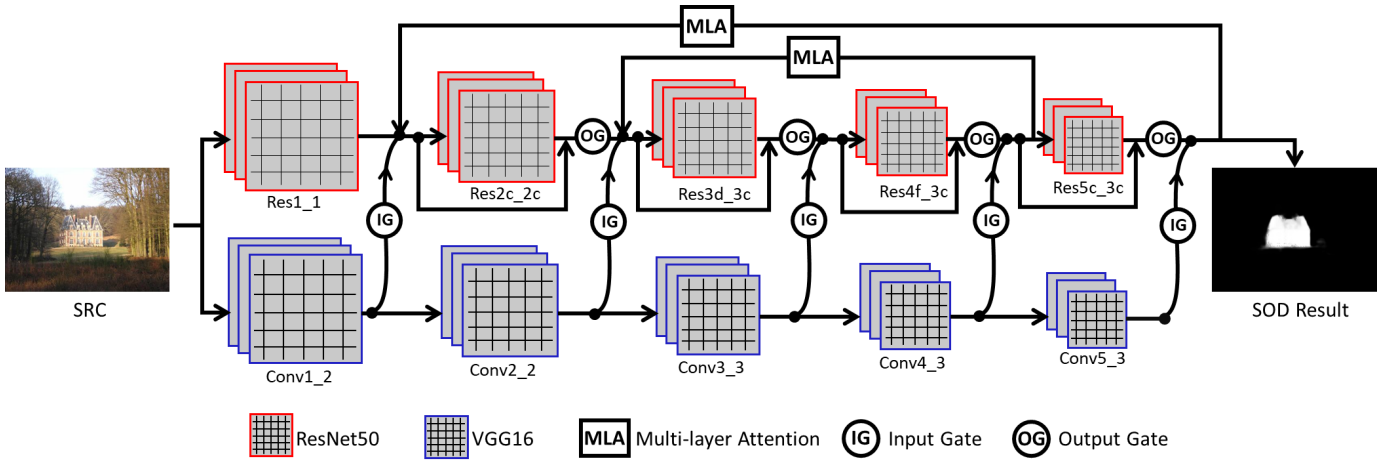 MLA
MLA
OG
OG
OG
OG
Res1_1
Res2c_2c
Res3d_3c
Res4f_3c
Res5c_3c
IG
IG
IG
IG
IG
SRC
SOD Result
Conv1_2
Conv2_2
Conv3_3
Conv4_3
Conv5_3
ResNet50
VGG16
MLA Multi-layer Attention
IG Input Gate
OG Output Gate